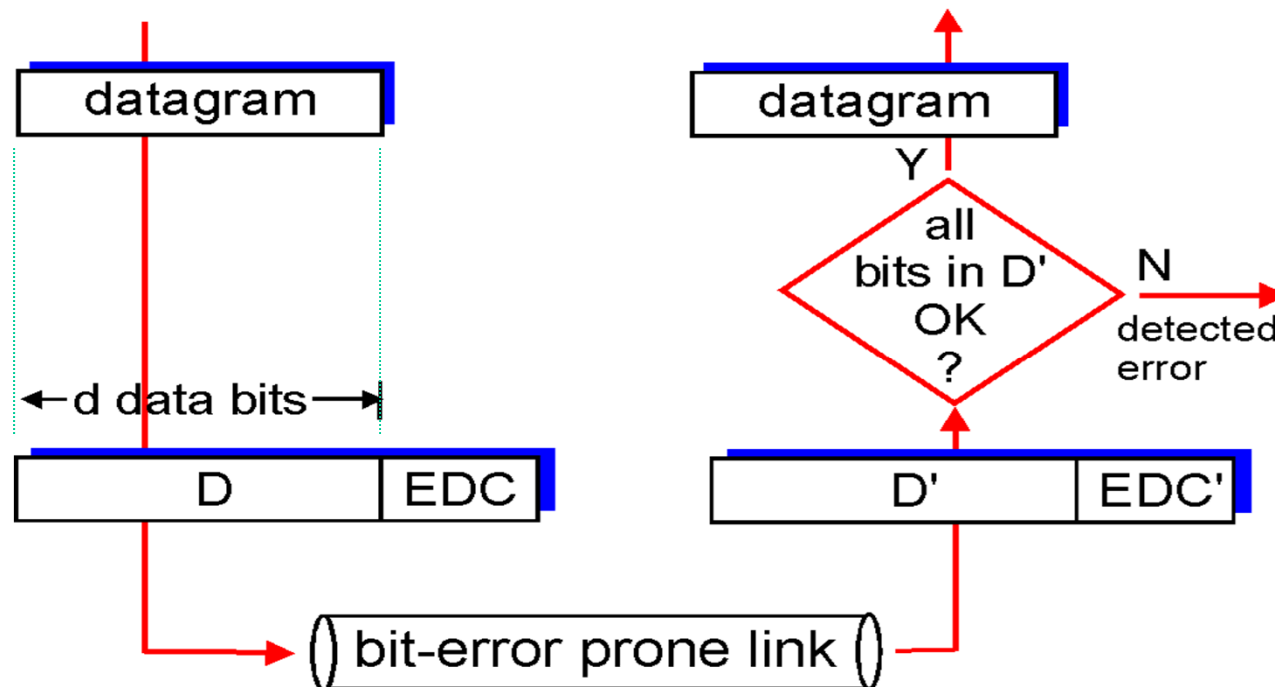 datagram
d data bits
D
EDC
bit-error prone link
datagram
Y
all
bits in D'
OK
?
N
detected
error
D'
EDC'